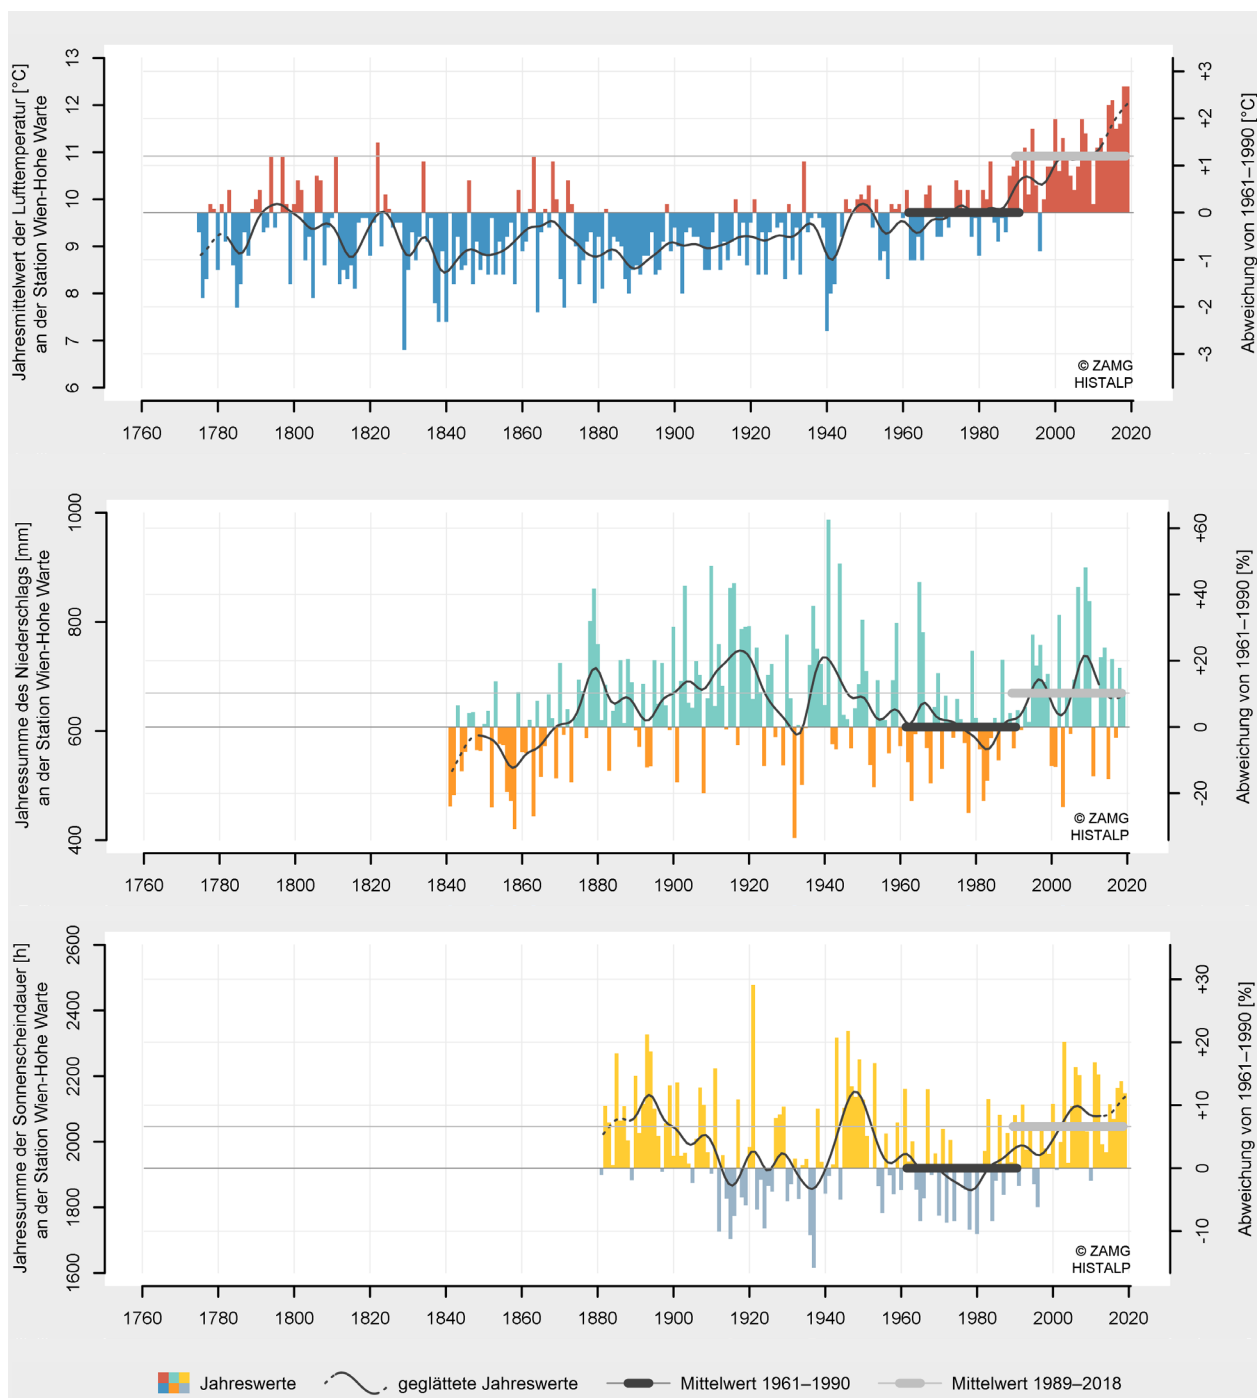 Jahresmittelwert der Lufttemperatur [°C]
an der Station Wien-Hohe Warte
13
12
11
10
9
8
7
6
+3
+2
+1
0
-1
-2
-3
Abweichung von 1961–1990 [°C]
© ZAMG
HISTALP
1760 1780 1800 1820 1840 1860 1880 1900 1920 1940 1960 1980 2000 2020
Jahressumme des Niederschlags [mm]
an der Station Wien-Hohe Warte
1000
800
600
400
+60
+40
+20
0
-20
Abweichung von 1961–1990 [%]
© ZAMG
HISTALP
1760 1780 1800 1820 1840 1860 1880 1900 1920 1940 1960 1980 2000 2020
Jahressumme der Sonnenscheindauer [h]
an der Station Wien-Hohe Warte
2600
2400
2200
2000
1800
1600
+30
+20
+10
0
-10
Abweichung von 1961–1990 [%]
© ZAMG
HISTALP
1760 1780 1800 1820 1840 1860 1880 1900 1920 1940 1960 1980 2000 2020
Jahreswerte geglättete Jahreswerte Mittelwert 1961–1990 Mittelwert 1989–2018